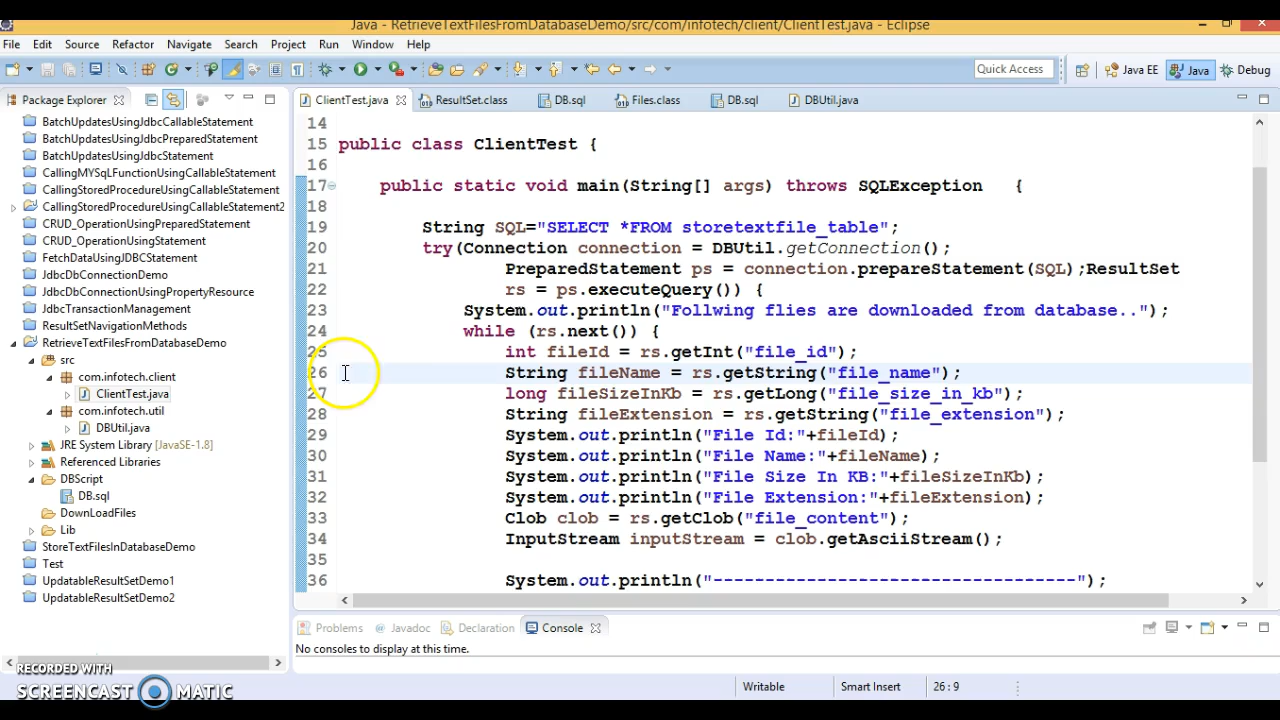 Java - RetrieveTextFilesFromDatabaseDemo/src/com/infotech/client/ClientTest.java - Eclipse
File Edit Source Refactor Navigate Search Project Run Window Help
Quick Access Java EE Java Debug
Package Explorer
BatchUpdatesUsingJdbcCallableStatement
BatchUpdatesUsingJdbcPreparedStatement
BatchUpdatesUsingJdbcStatement
CallingMYSqlFunctionUsingCallableStatement
CallingStoredProcedureUsingCallableStatement
CallingStoredProcedureUsingCallableStatement2
CRUD_OperationUsingPreparedStatement
CRUD_OperationUsingStatement
FetchDataUsingJDBCStatement
JdbcDbConnectionDemo
JdbcDbConnectionUsingPropertyResource
JdbcTransactionManagement
ResultSetNavigationMethods
RetrieveTextFilesFromDatabaseDemo
src
com.infotech.client
ClientTest.java
com.infotech.util
DBUtil.java
JRE System Library [JavaSE-1.8]
Referenced Libraries
DBScript
DB.sql
DownLoadFiles
Lib
StoreTextFilesInDatabaseDemo
Test
UpdatableResultSetDemo1
UpdatableResultSetDemo2
ClientTest.java ResultSet.class DB.sql Files.class DB.sql DBUtil.java
14
15 public class ClientTest {
16
17 public static void main(String[] args) throws SQLException {
18
19 String SQL="SELECT *FROM storetextfile_table";
20 try(Connection connection = DBUtil.getConnection();
21 PreparedStatement ps = connection.prepareStatement(SQL);ResultSet
22 rs = ps.executeQuery()) {
23 System.out.println("Follwing flies are downloaded from database..");
24 while (rs.next()) {
25 int fileId = rs.getInt("file_id");
26 String fileName = rs.getString("file_name");
27 long fileSizeInKb = rs.getLong("file_size_in_kb");
28 String fileExtension = rs.getString("file_extension");
29 System.out.println("File Id:"+fileId);
30 System.out.println("File Name:"+fileName);
31 System.out.println("File Size In KB:"+fileSizeInKb);
32 System.out.println("File Extension:"+fileExtension);
33 Clob clob = rs.getClob("file_content");
34 InputStream inputStream = clob.getAsciiStream();
35
36 System.out.println("-----------------------------------");
Problems Javadoc Declaration Console
No consoles to display at this time.
Writable Smart Insert 26:9
RECORDED WITH
SCREENCAST MATIC